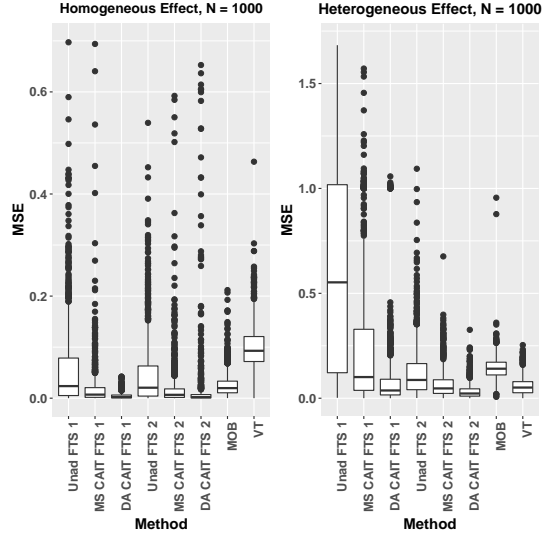 Homogeneous Effect, N = 1000
MSE
0.6
0.4
0.2
0.0
Unad FTS 1
MS CAIT FTS 1
DA CAIT FTS 1
Unad FTS 2
MS CAIT FTS 2
DA CAIT FTS 2
MOB
VT
Method
Heterogeneous Effect, N = 1000
MSE
1.5
1.0
0.5
0.0
Unad FTS 1
MS CAIT FTS 1
DA CAIT FTS 1
Unad FTS 2
MS CAIT FTS 2
DA CAIT FTS 2
MOB
VT
Method